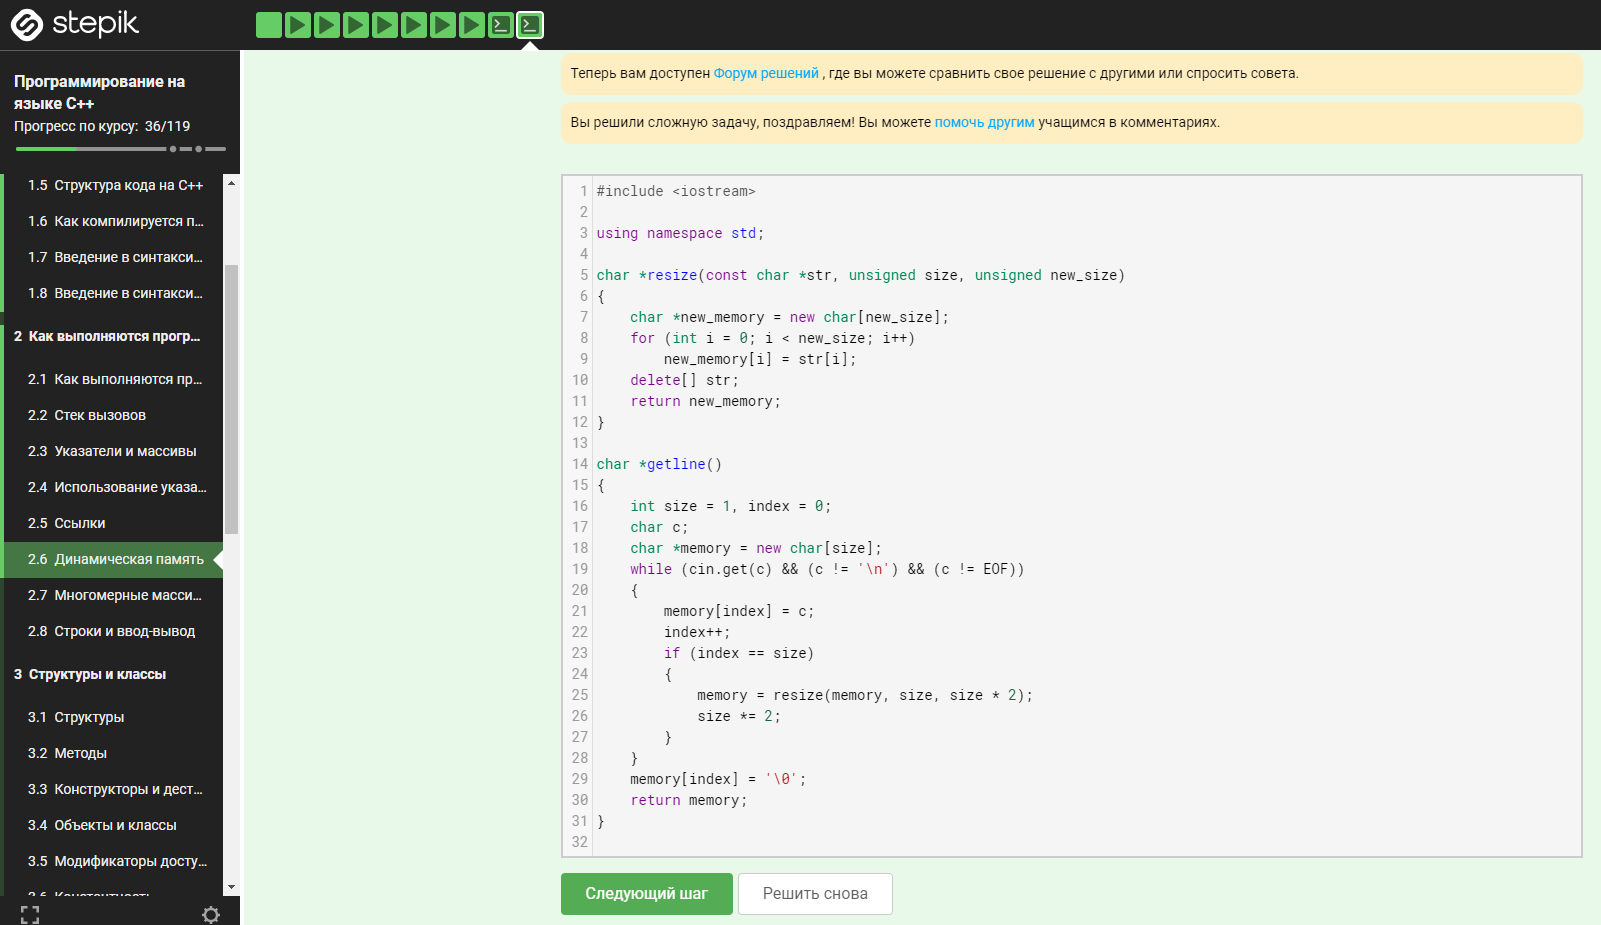 stepik
Программирование на
языке C++
Прогресс по курсу: 36/119
1.5 Структура кода на C++
1.6 Как компилируется п...
1.7 Введение в синтакси...
1.8 Введение в синтакси...
2 Как выполняются прогр...
2.1 Как выполняются пр...
2.2 Стек вызовов
2.3 Указатели и массивы
2.4 Использование указа...
2.5 Ссылки
2.6 Динамическая память
2.7 Многомерные масси...
2.8 Строки и ввод-вывод
3 Структуры и классы
3.1 Структуры
3.2 Методы
3.3 Конструкторы и дест...
3.4 Объекты и классы
3.5 Модификаторы досту...
3.6 Константность
Теперь вам доступен Форум решений , где вы можете сравнить свое решение с другими или спросить совета.
Вы решили сложную задачу, поздравляем! Вы можете помочь другим учащимся в комментариях.
1 #include <iostream>
2
3 using namespace std;
4
5 char *resize(const char *str, unsigned size, unsigned new_size)
6 {
7     char *new_memory = new char[new_size];
8     for (int i = 0; i < new_size; i++)
9         new_memory[i] = str[i];
10     delete[] str;
11     return new_memory;
12 }
13
14 char *getline()
15 {
16     int size = 1, index = 0;
17     char c;
18     char *memory = new char[size];
19     while (cin.get(c) && (c != '\n') && (c != EOF))
20     {
21         memory[index] = c;
22         index++;
23         if (index == size)
24         {
25             memory = resize(memory, size, size * 2);
26             size *= 2;
27         }
28     }
29     memory[index] = '\0';
30     return memory;
31 }
32
Следующий шаг
Решить снова